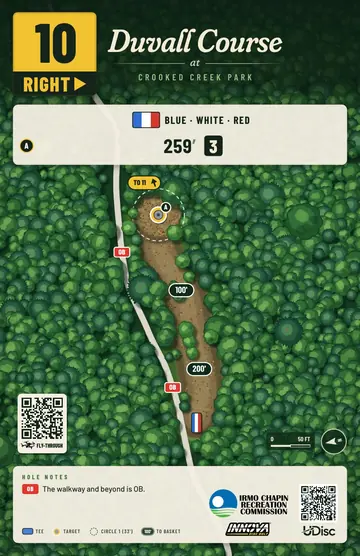 10
RIGHT
Duvall Course
at
CROOKED CREEK PARK
BLUE · WHITE · RED
A
259' 3
TO 11
A
OB
100'
200'
OB
FLY-THROUGH
0 50 FT
HOLE NOTES
OB The walkway and beyond is OB.
TEE TARGET CIRCLE 1 (33') TO BASKET
IRMO CHAPIN
RECREATION
COMMISSION
INNOVA
UDisc